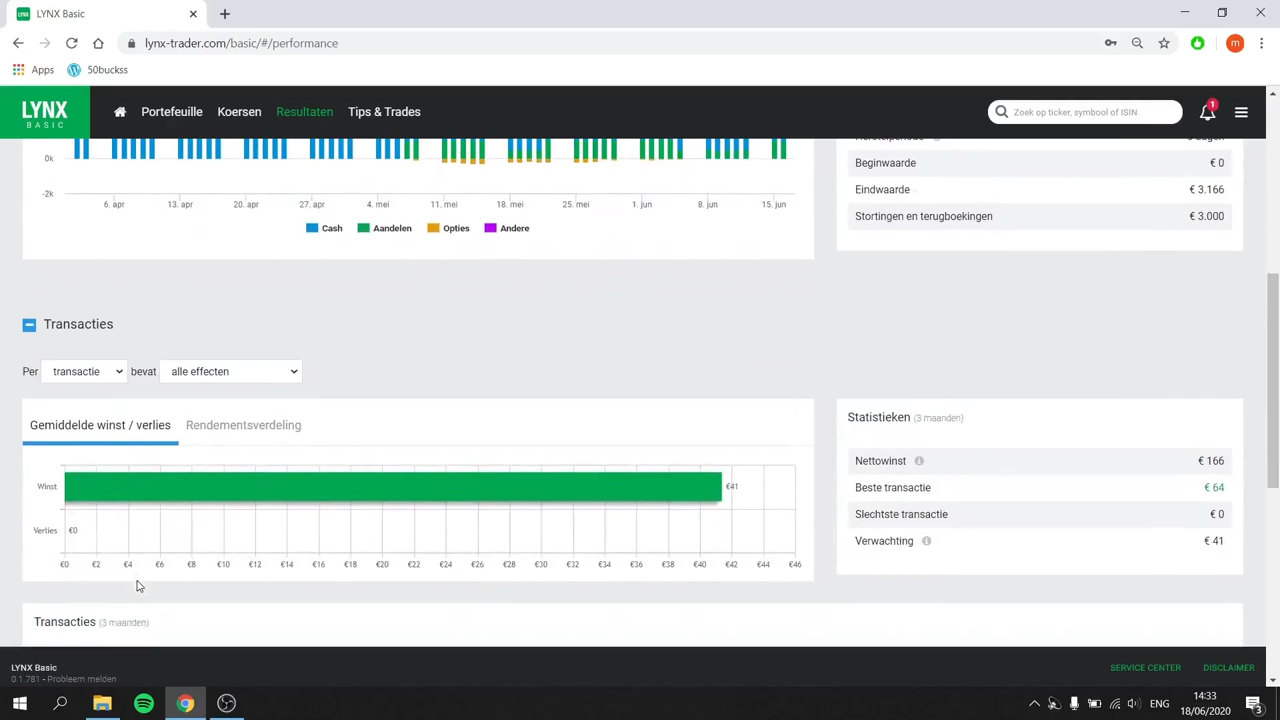 LYNX Basic
lynx-trader.com/basic/#/performance
m
Apps
50buckss
LYNX
BASIC
Portefeuille
Koersen
Resultaten
Tips & Trades
Zoek op ticker, symbool of ISIN
1
0k
-2k
6. apr
13. apr
20. apr
27. apr
4. mei
11. mei
18. mei
25. mei
1. jun
8. jun
15. jun
Cash
Aandelen
Opties
Andere
Beginwaarde
€ 0
Eindwaarde
€ 3.166
Stortingen en terugboekingen
€ 3.000
Transacties
Per
transactie
bevat
alle effecten
Gemiddelde winst / verlies
Rendementsverdeling
Winst
€41
Verlies
€0
€0
€2
€4
€6
€8
€10
€12
€14
€16
€18
€20
€22
€24
€26
€28
€30
€32
€34
€36
€38
€40
€42
€44
€46
Statistieken (3 maanden)
Nettowinst
€ 166
Beste transactie
€ 64
Slechtste transactie
€ 0
Verwachting
€ 41
Transacties (3 maanden)
LYNX Basic
0.1.781 - Probleem melden
SERVICE CENTER
DISCLAIMER
ENG
14:33
18/06/2020
3